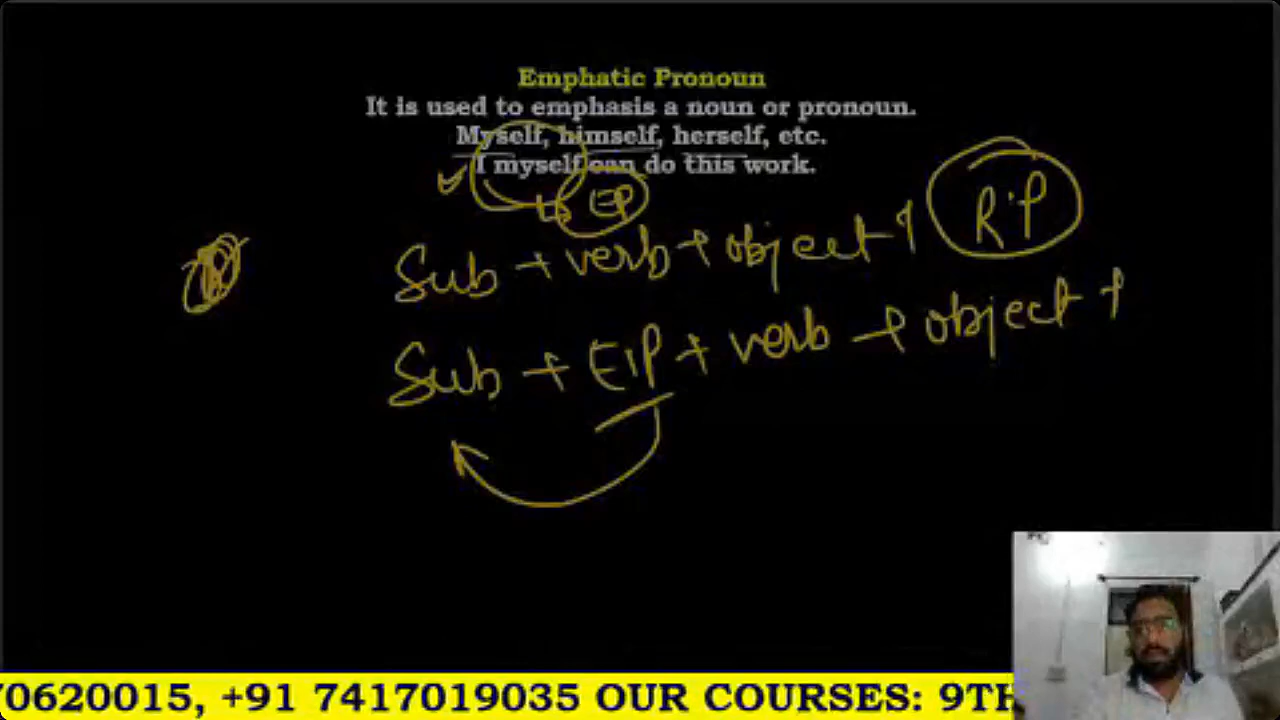 Emphatic Pronoun
It is used to emphasis a noun or pronoun.
Myself, himself, herself, etc.
I myself can do this work.
EP
Sub + verb + object + R.P
Sub + E.P + verb + object +
70620015, +91 7417019035 OUR COURSES: 9TH